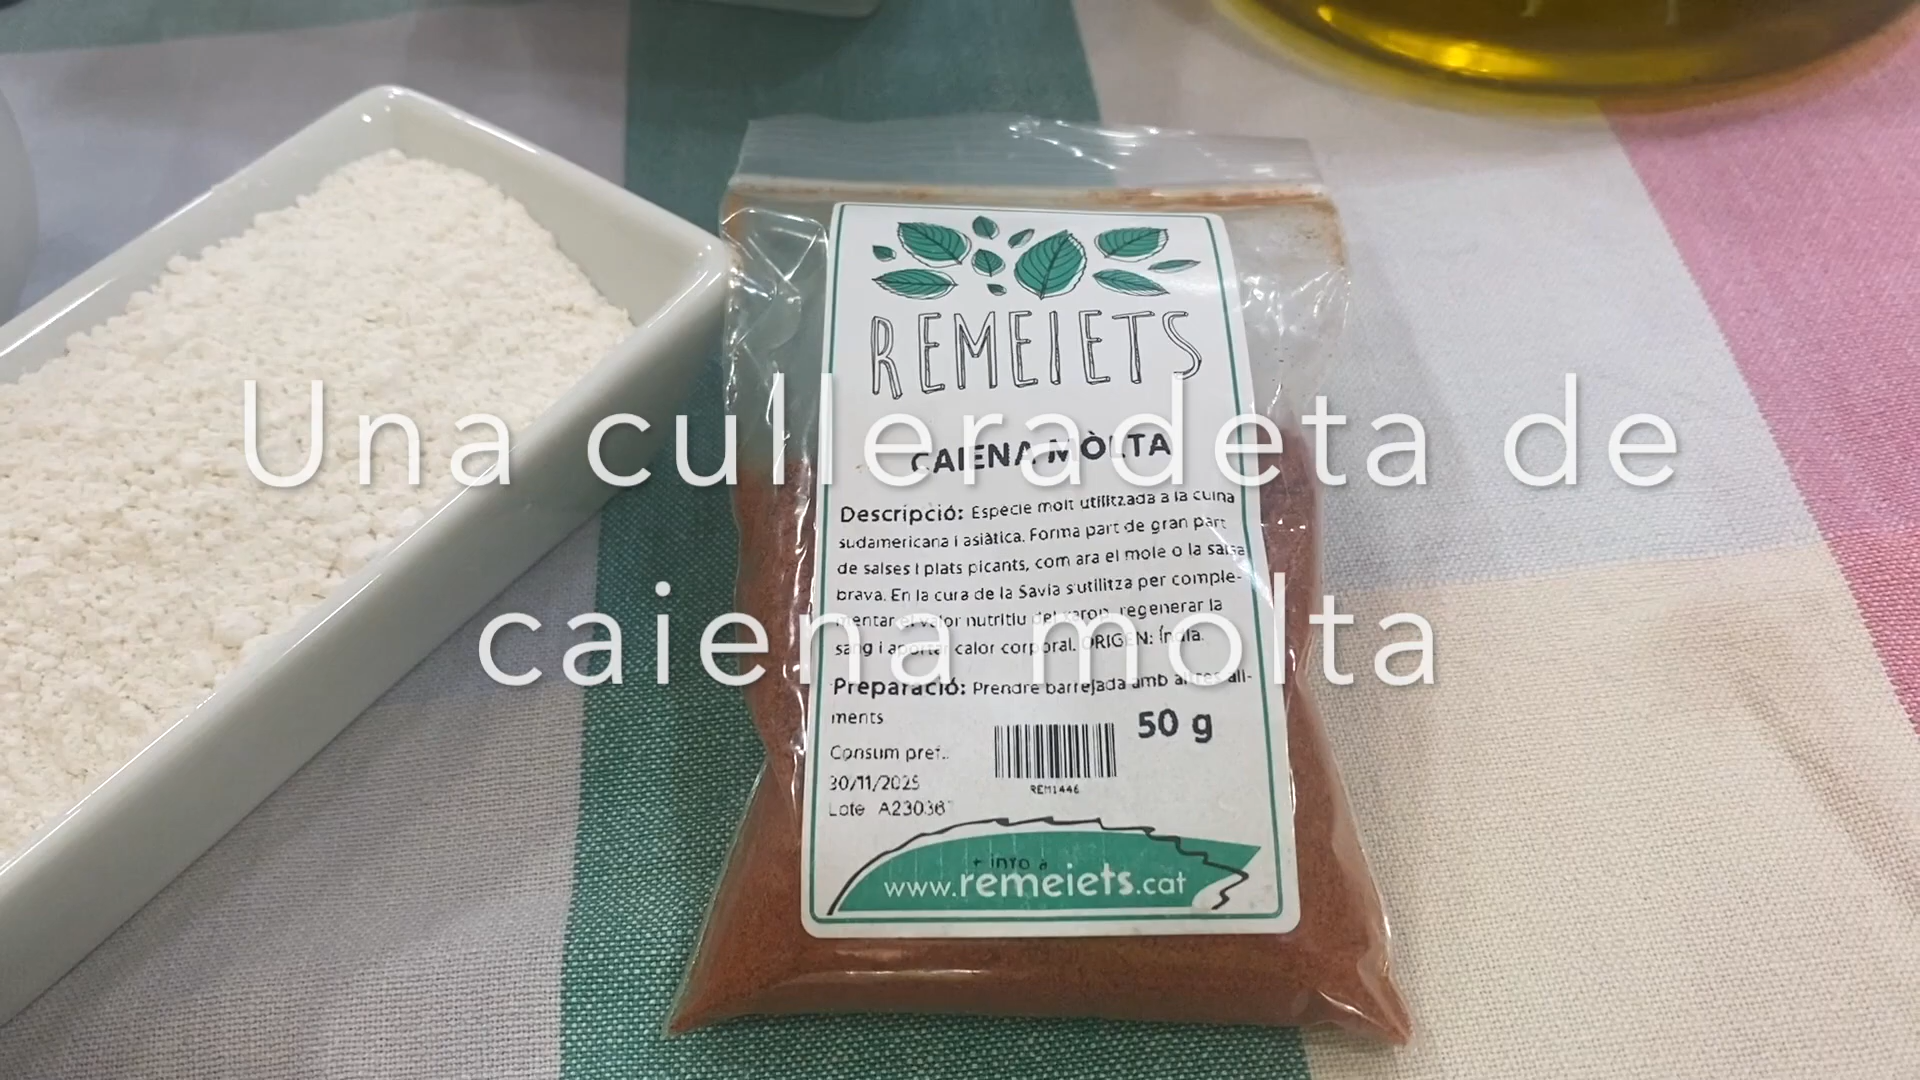 REMEIETS
Una culleradeta de
CAIENA MÒLTA
Descripció: Espècie molt utilitzada a la cuina
sudamericana i asiàtica. Forma part de gran part
de salses i plats picants, com ara el mole o la salsa
brava. En la cura de la Savia s'utilitza per comple-
mentar el valor nutritiu del xarop, regenerar la
caiena molta
sang i aportar calor corporal. ORIGEN: Índia.
Preparació: Prendre barrejada amb altres ali-
ments
50 g
Consum pref.:
30/11/2025
REM1446
Lote A23036
+ info a
www.remeiets.cat